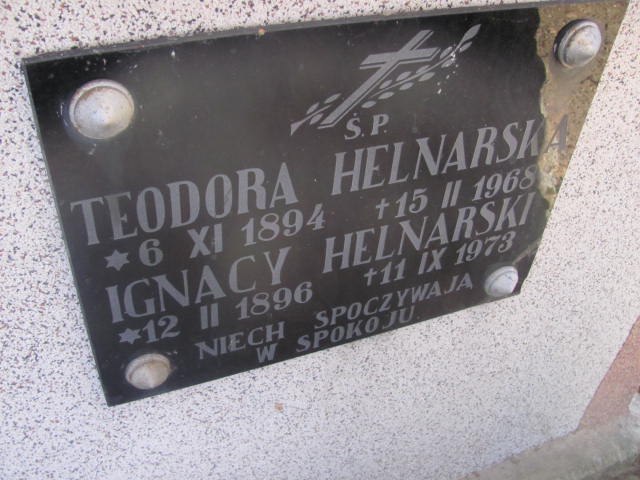 Ś.P.
TEODORA HELNARSKA
* 6 XI 1894 † 15 II 1968
IGNACY HELNARSKI
* 12 II 1896 † 11 IX 1973
NIECH SPOCZYWAJĄ
W SPOKOJU